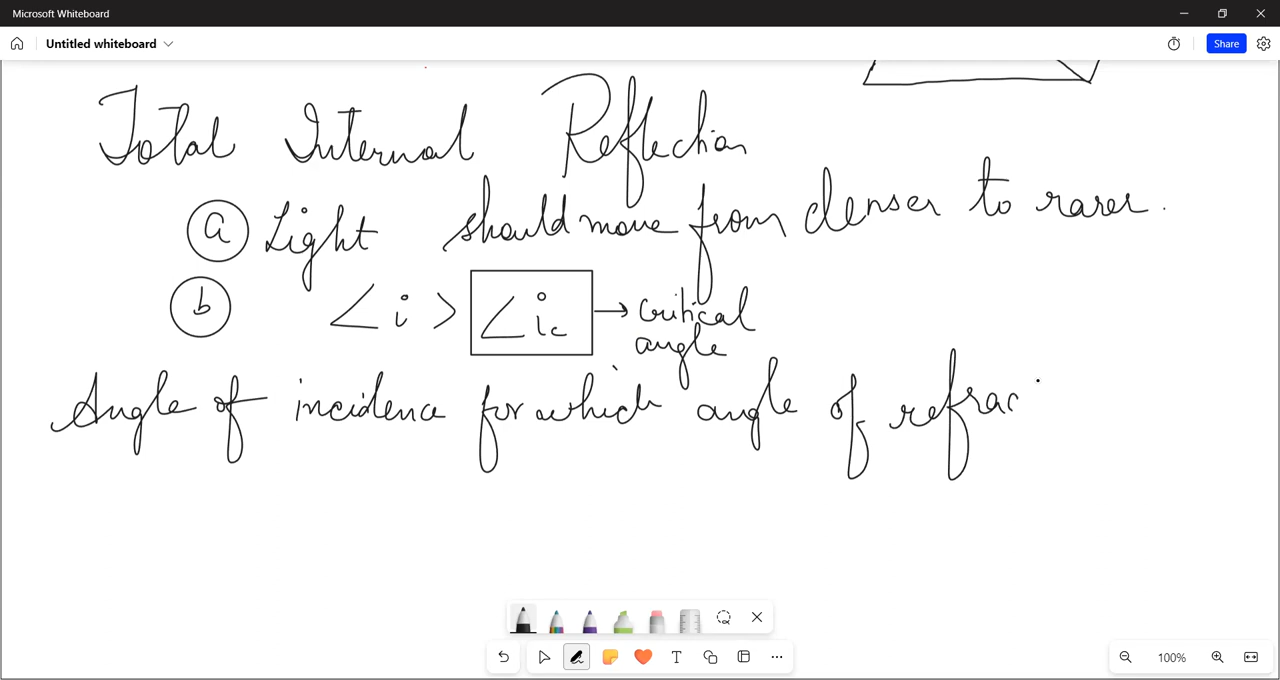 Microsoft Whiteboard
Untitled whiteboard
Share
Total Internal Reflection
a Light should move from denser to rarer.
b ∠i > ∠ic → critical
angle
Angle of incidence for which angle of refrac
100%